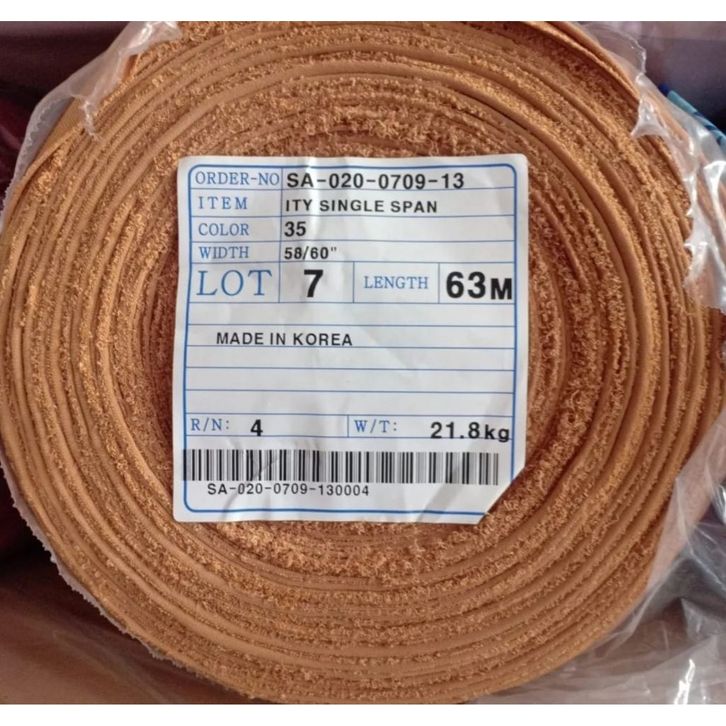 ORDER-NO SA-020-0709-13
ITEM ITY SINGLE SPAN
COLOR 35
WIDTH 58/60"
LOT 7 LENGTH 63M
MADE IN KOREA
R/N: 4 W/T: 21.8kg
SA-020-0709-130004